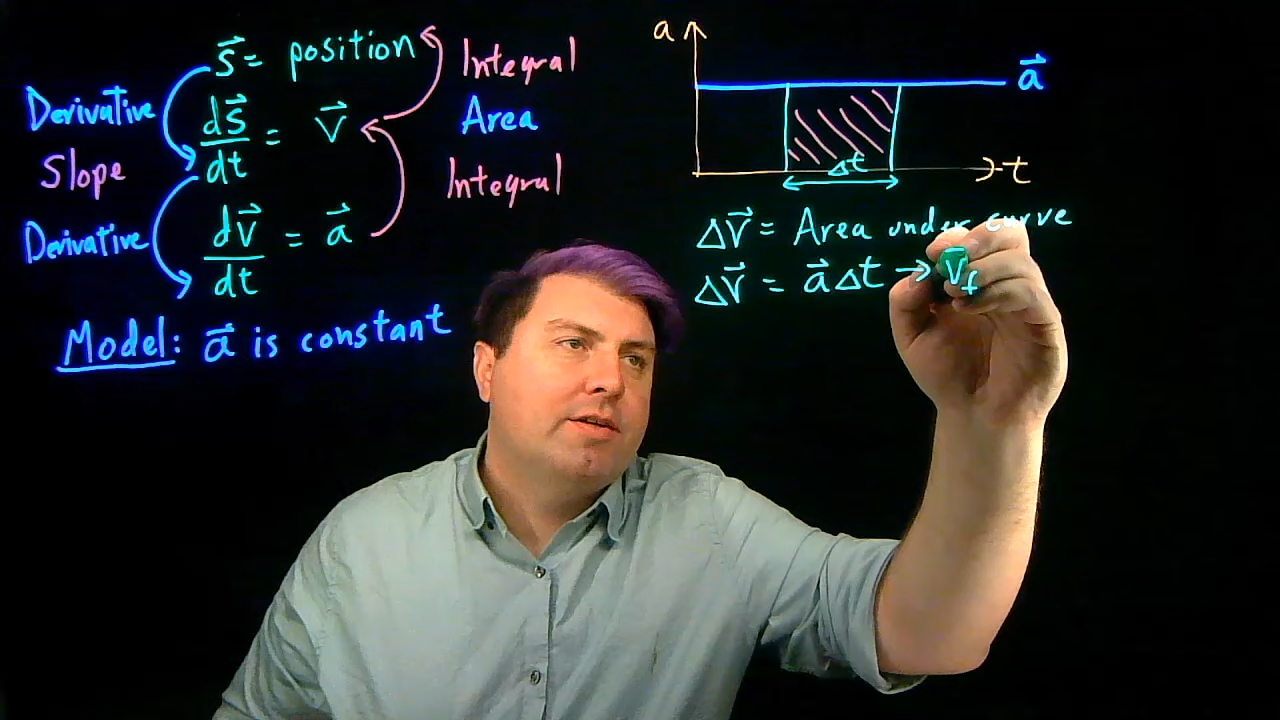 s⃗ = position
Derivative
ds⃗/dt = v⃗
Slope
Derivative
dv⃗/dt = a⃗
Integral
Area
Integral
Model: a⃗ is constant
a
a⃗
Δt
t
Δv⃗ = Area under curve
Δv⃗ = a⃗Δt → v⃗f